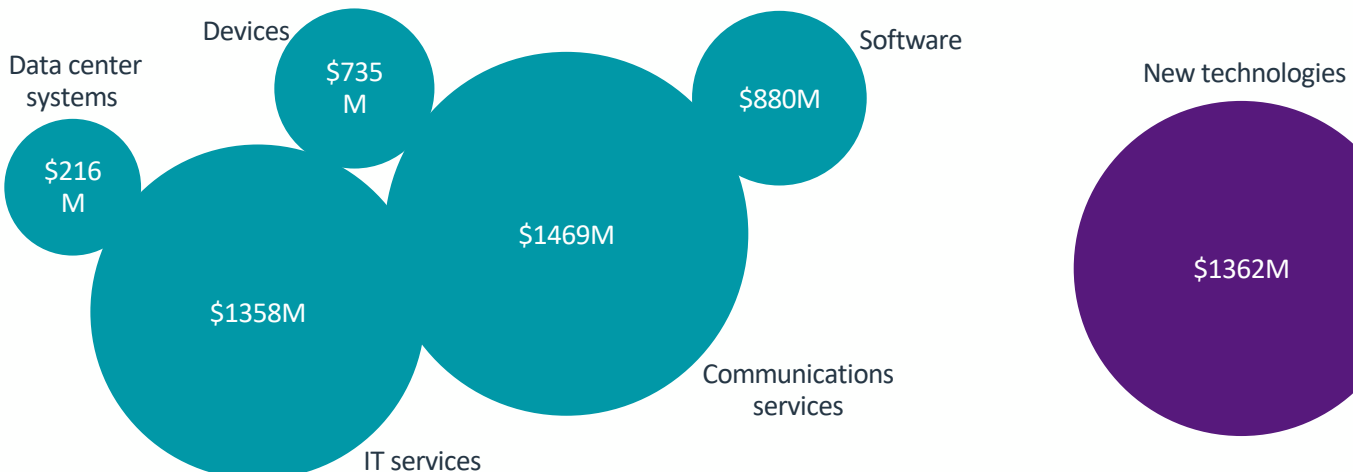 Devices
$735
M
Data center
systems
$216
M
Software
$880M
New technologies
$1469M
$1358M
$1362M
Communications
services
IT services